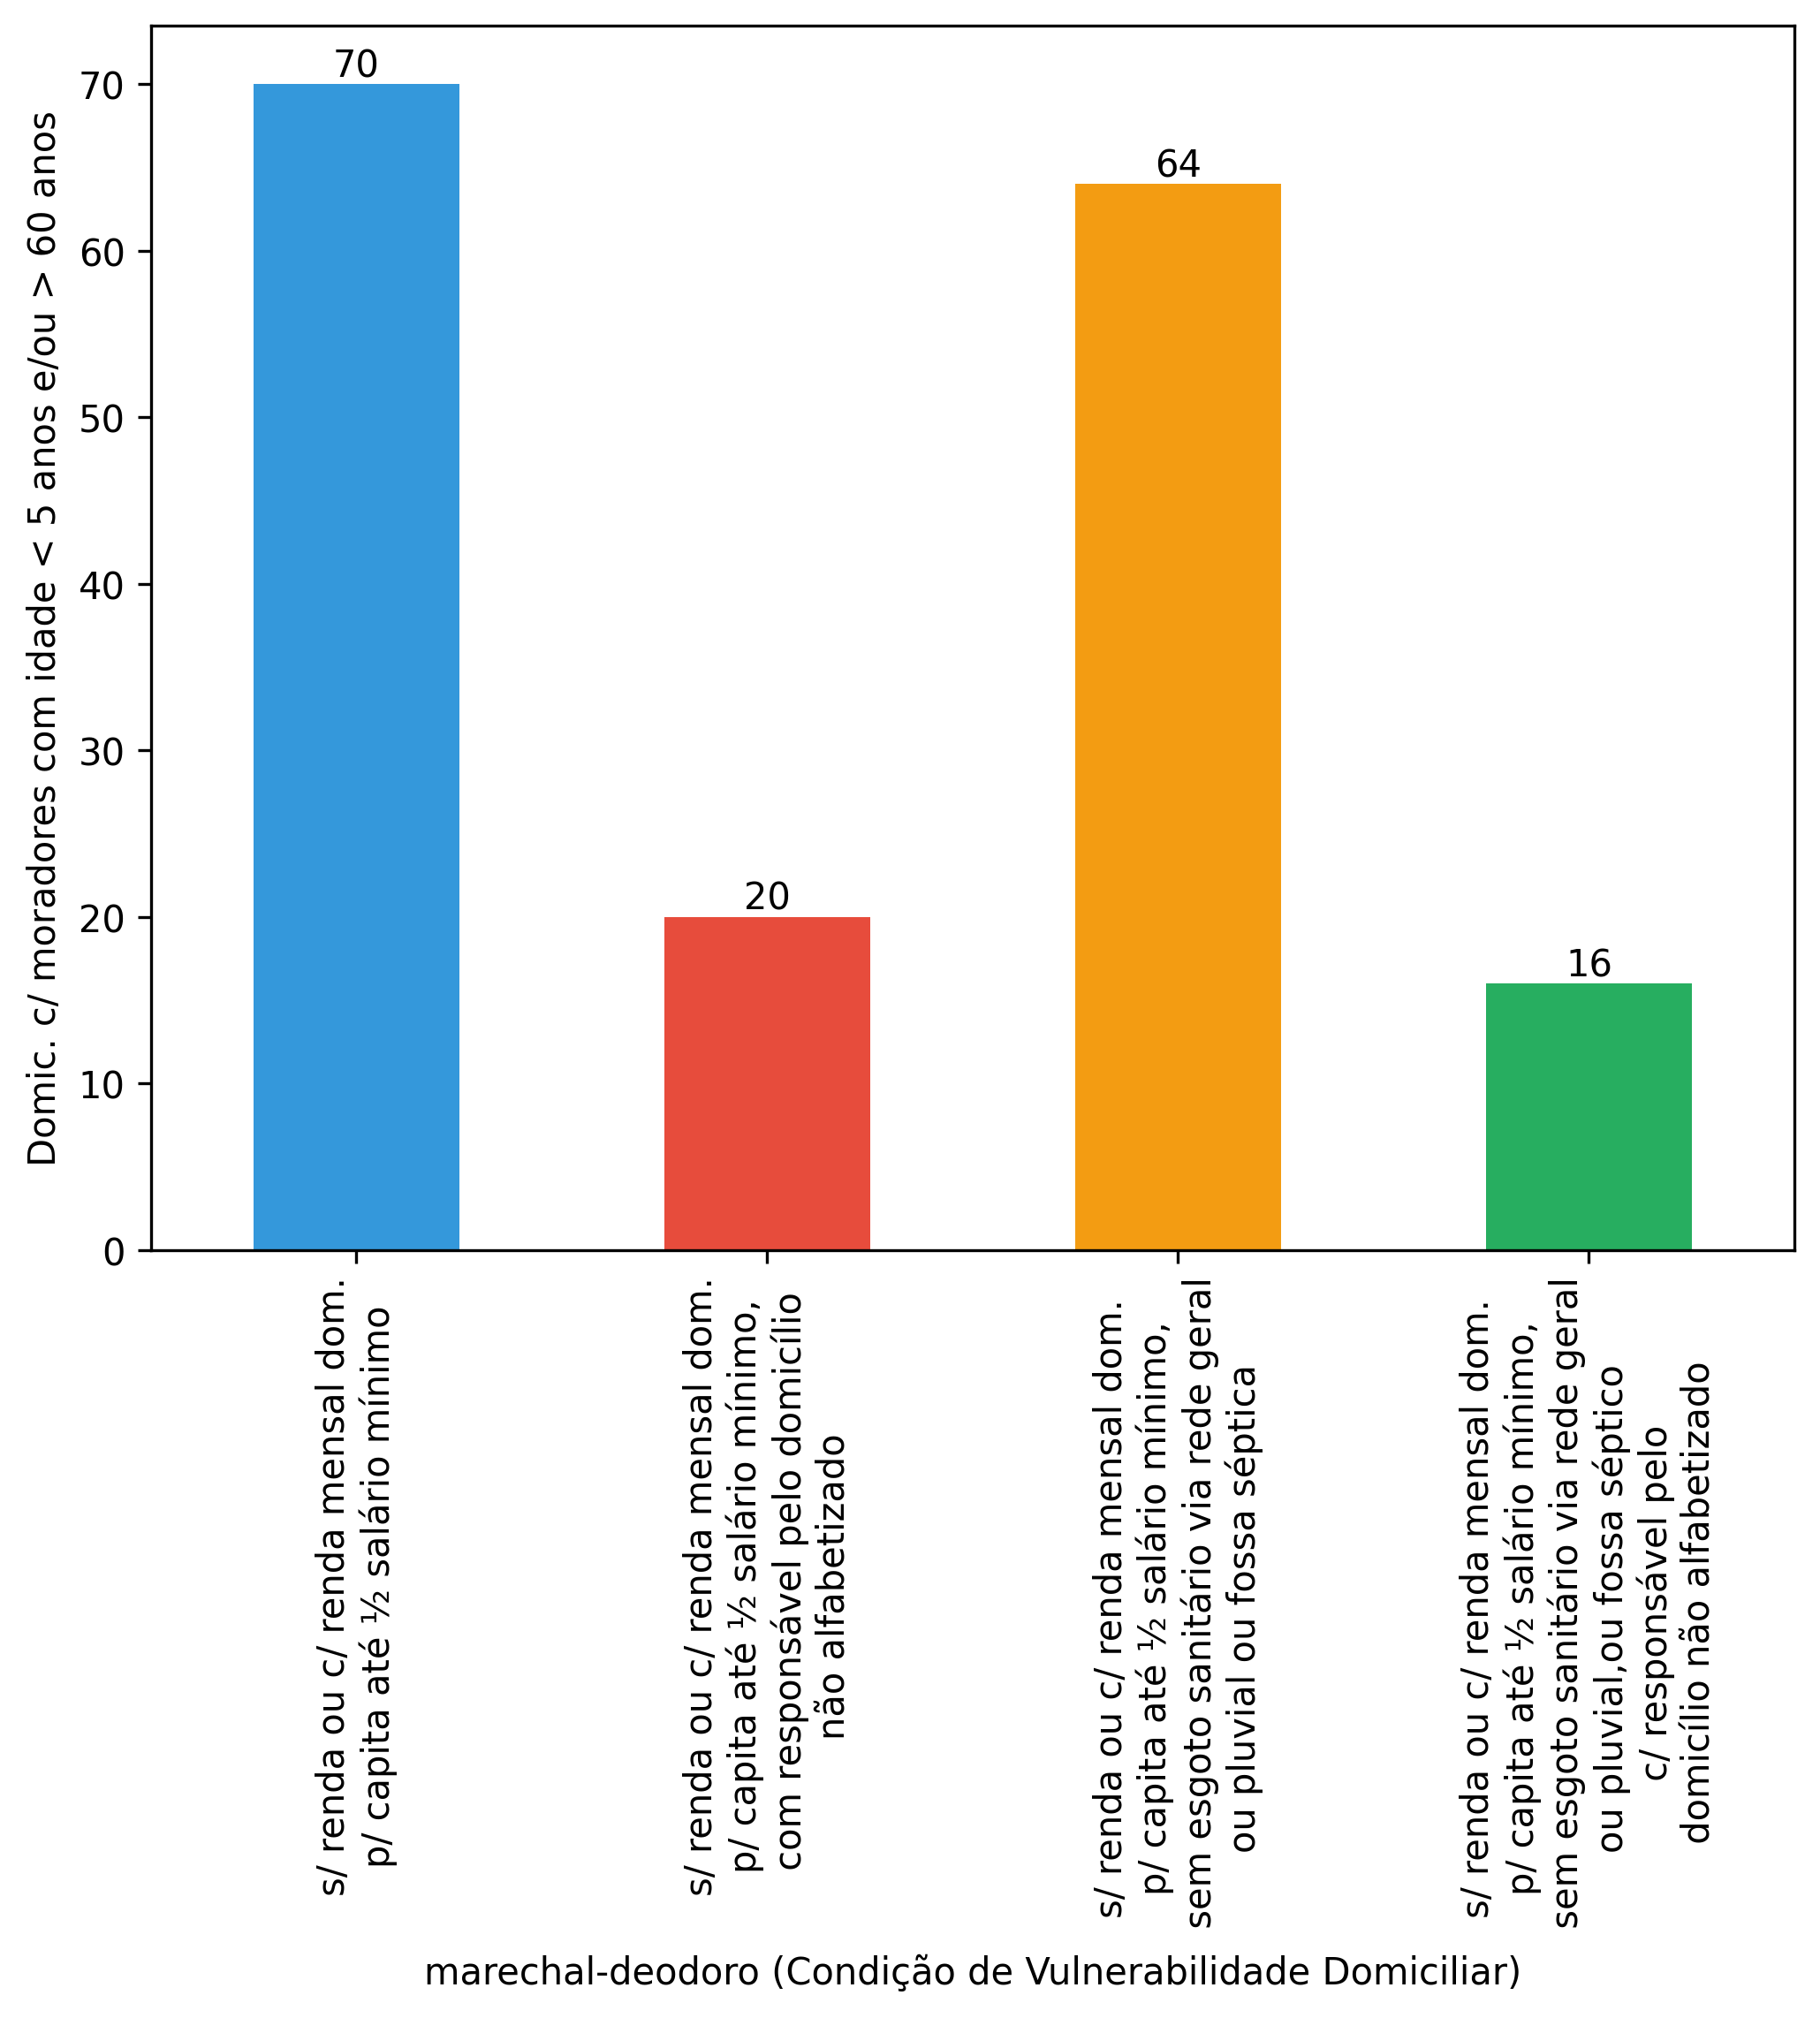 Domic. c/ moradores com idade < 5 anos e/ou > 60 anos
70
60
50
40
30
20
10
0
70
20
64
16
s/ renda ou c/ renda mensal dom.
p/ capita até ½ salário mínimo
s/ renda ou c/ renda mensal dom.
p/ capita até ½ salário mínimo,
com responsável pelo domicílio
não alfabetizado
s/ renda ou c/ renda mensal dom.
p/ capita até ½ salário mínimo,
sem esgoto sanitário via rede geral
ou pluvial ou fossa séptica
s/ renda ou c/ renda mensal dom.
p/ capita até ½ salário mínimo,
sem esgoto sanitário via rede geral
ou pluvial,ou fossa séptico
c/ responsável pelo
domicílio não alfabetizado
marechal-deodoro (Condição de Vulnerabilidade Domiciliar)